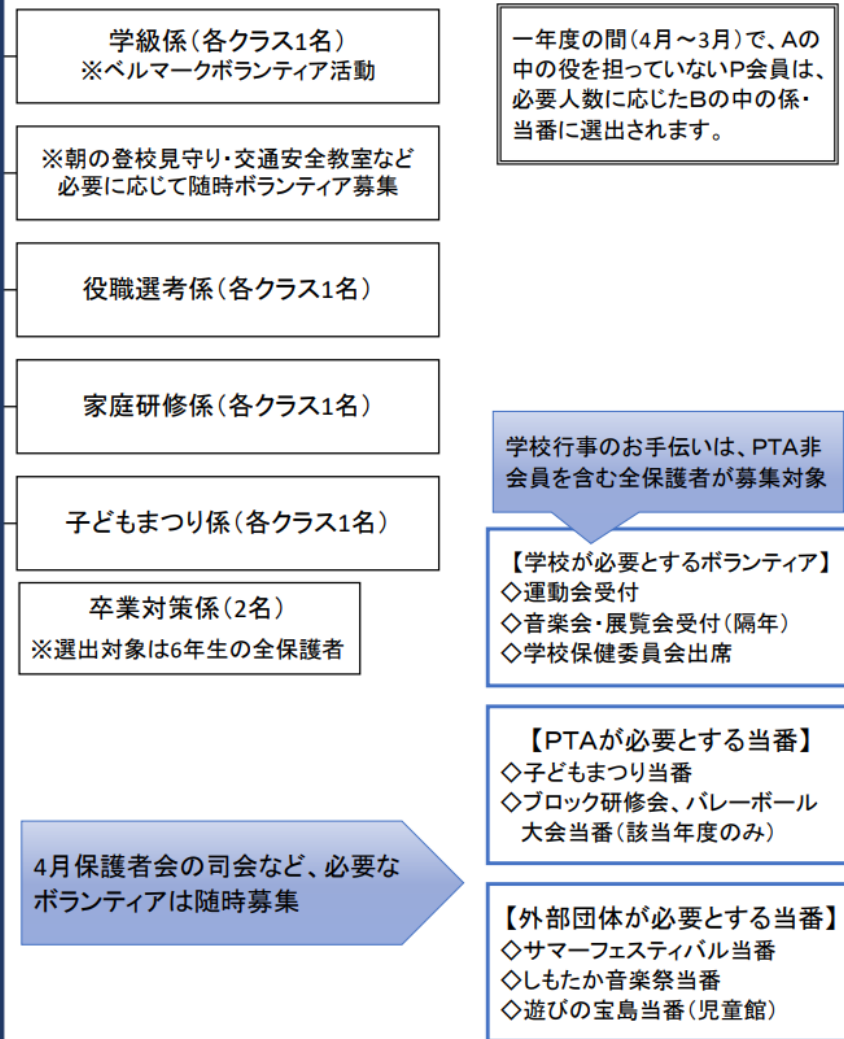 学級係(各クラス1名)
※ベルマークボランティア活動
※朝の登校見守り・交通安全教室など
必要に応じて随時ボランティア募集
役職選考係(各クラス1名)
家庭研修係(各クラス1名)
子どもまつり係(各クラス1名)
卒業対策係(2名)
※選出対象は6年生の全保護者
4月保護者会の司会など、必要な
ボランティアは随時募集
一年度の間(4月～3月)で、Aの
中の役を担っていないP会員は、
必要人数に応じたBの中の係・
当番に選出されます。
学校行事のお手伝いは、PTA非
会員を含む全保護者が募集対象
【学校が必要とするボランティア】
◇運動会受付
◇音楽会・展覧会受付(隔年)
◇学校保健委員会出席
【PTAが必要とする当番】
◇子どもまつり当番
◇ブロック研修会、バレーボール
大会当番(該当年度のみ)
【外部団体が必要とする当番】
◇サマーフェスティバル当番
◇しもたか音楽祭当番
◇遊びの宝島当番(児童館)